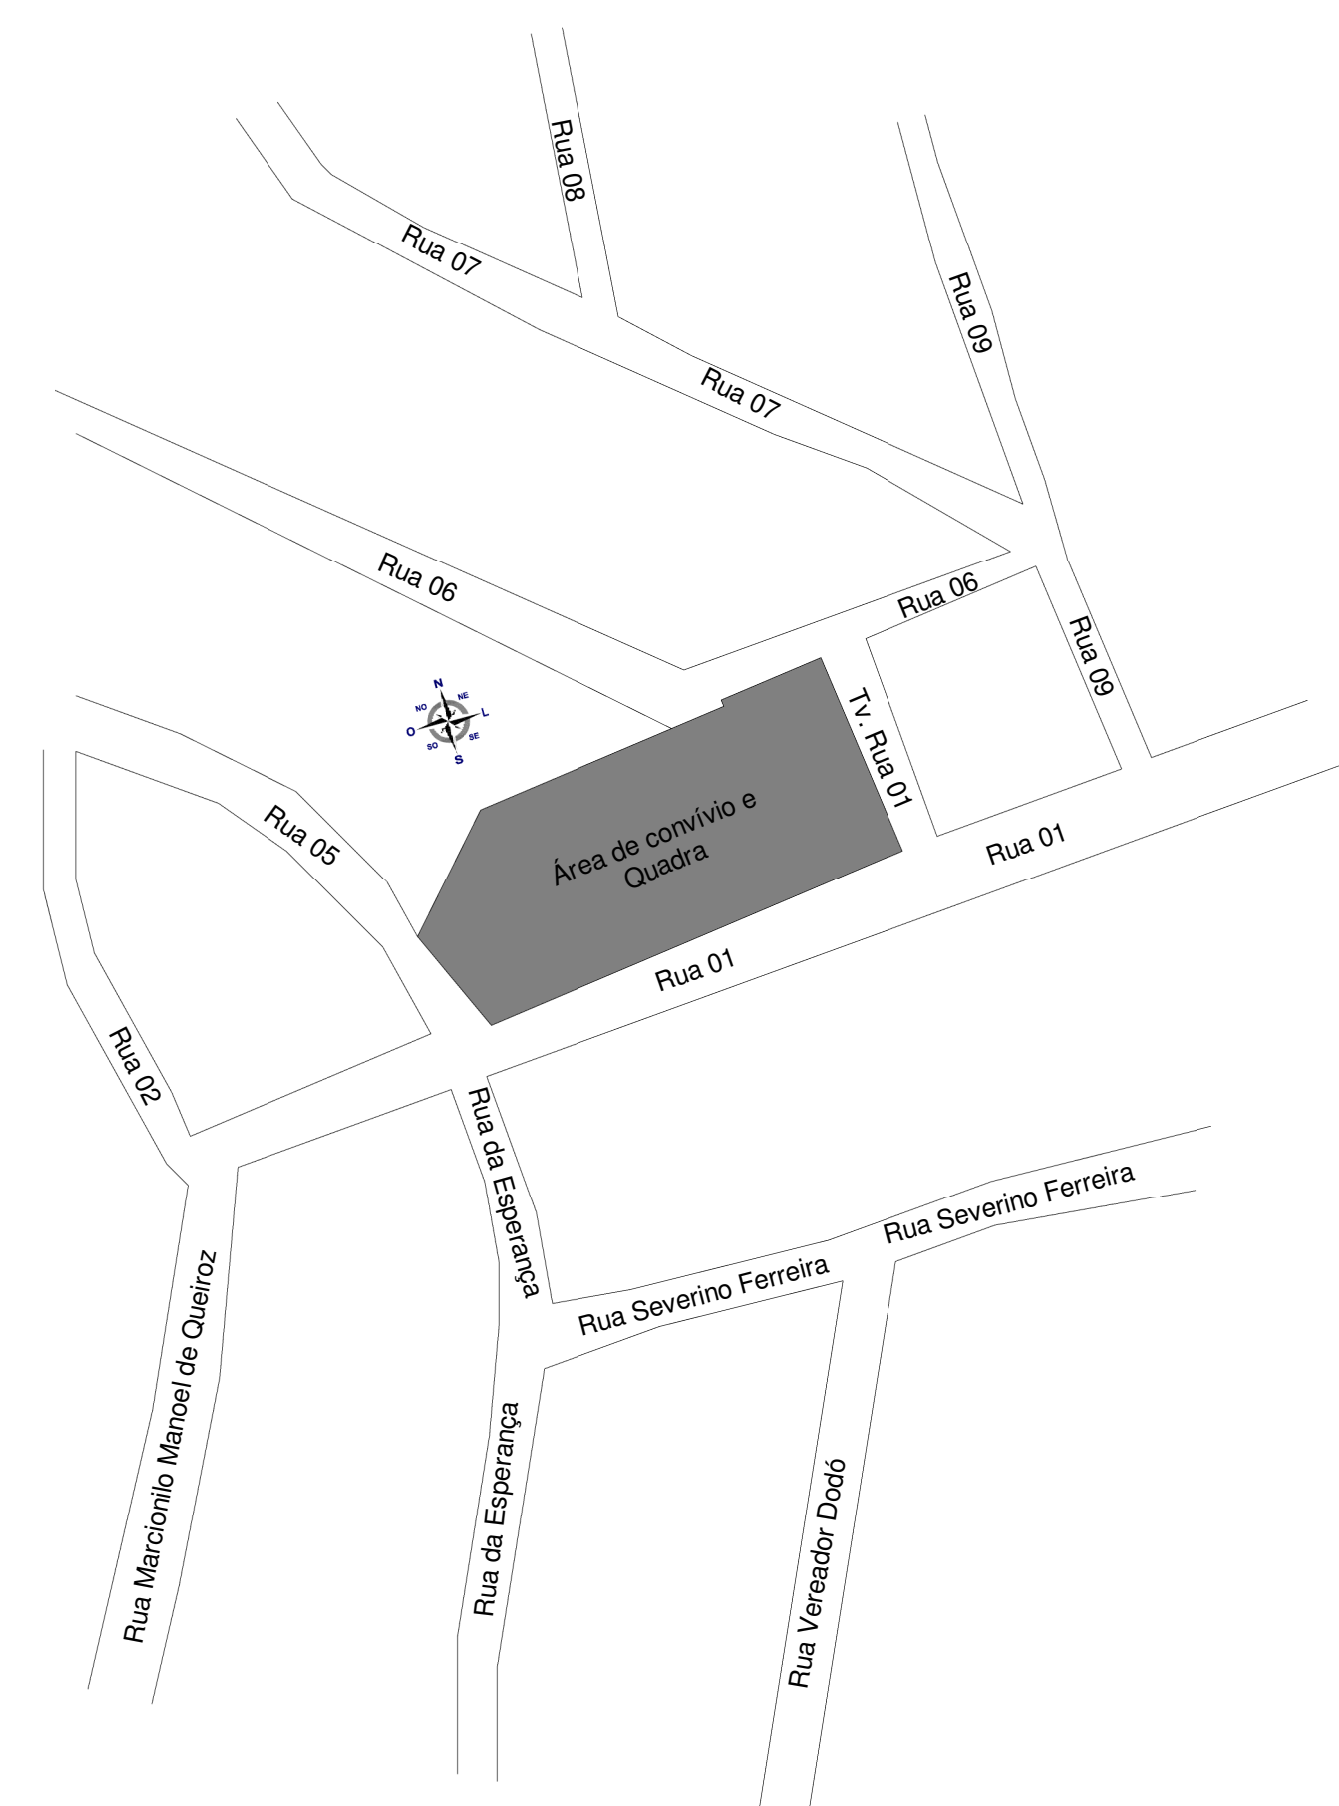 Rua 08
Rua 07
Rua 09
Rua 07
Rua 06
Rua 06
Rua 09
N
NE
NO
L
O
SE
SO
S
Tv. Rua 01
Área de convívio e
Quadra
Rua 05
Rua 01
Rua 01
Rua 02
Rua da Esperança
Rua Severino Ferreira
Rua Severino Ferreira
Rua Marcionilo Manoel de Queiroz
Rua da Esperança
Rua Vereador Dodó